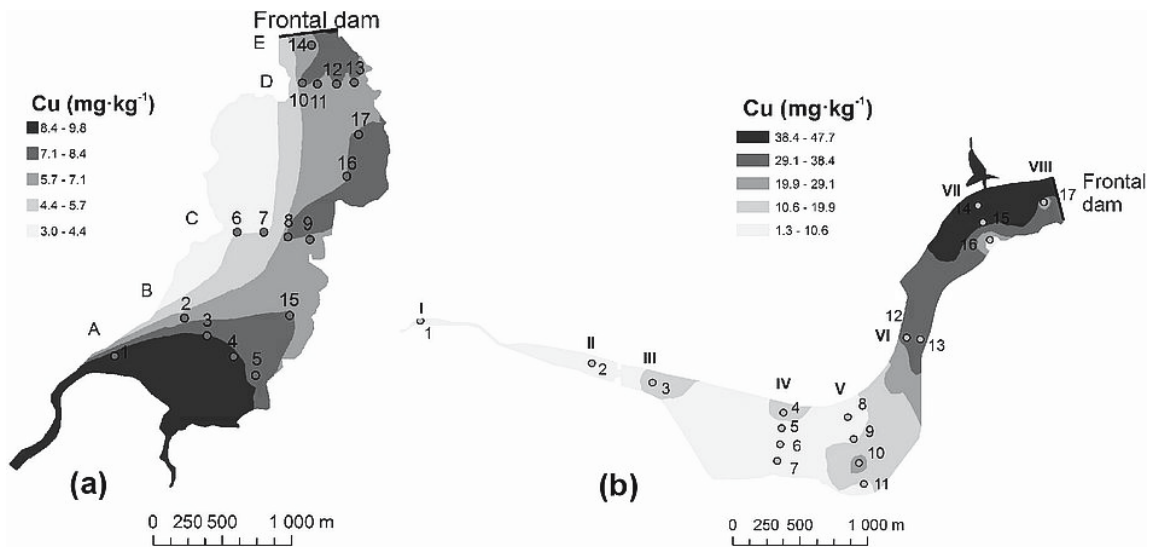 Frontal dam
E
14
D
12 13
10 11
Cu (mg·kg⁻¹)
8.4 - 9.8
7.1 - 8.4
5.7 - 7.1
4.4 - 5.7
3.0 - 4.4
17
16
C 6 7 8 9
B
2
3
15
A
1
4
5
(a)
0 250 500 1 000 m
Cu (mg·kg⁻¹)
38.4 - 47.7
29.1 - 38.4
19.9 - 29.1
10.6 - 19.9
1.3 - 10.6
VIII
VII
17
Frontal
dam
14
15
16
I
1
12
VI
13
II
2
III
3
IV
4
5
6
7
V
8
9
10
11
(b)
0 250 500 1 000 m